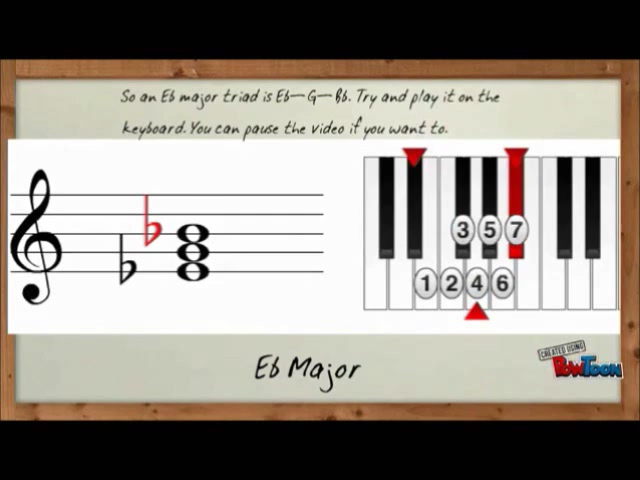 So an Eb major triad is Eb—G—Bb. Try and play it on the
keyboard. You can pause the video if you want to.
3 5 7
1 2 4 6
Eb Major
CREATED USING
POWTOON